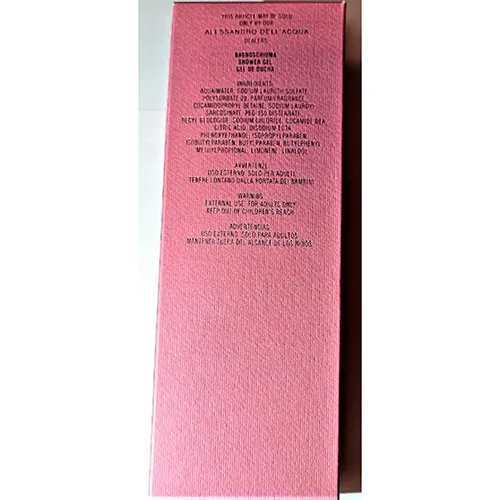 THIS ARTICLE MAY BE SOLD
ONLY BY OUR
ALESSANDRO DELL'ACQUA
DEALERS
BAGNOSCHIUMA
SHOWER GEL
GEL DE DUCHA
INGREDIENTS:
AQUA/WATER, SODIUM LAURETH SULFATE,
POLYSORBATE 20, PARFUM/FRAGRANCE,
COCAMIDOPROPYL BETAINE, SODIUM LAUROYL
SARCOSINATE, PEG-150 DISTEARATE,
DECYL GLUCOSIDE, SODIUM CHLORIDE, COCAMIDE DEA,
CITRIC ACID, DISODIUM EDTA,
PHENOXYETHANOL, ISOPROPYLPARABEN,
ISOBUTYLPARABEN, BUTYLPARABEN, BUTYLPHENYL
METHYLPROPIONAL, LIMONENE, LINALOOL.
AVVERTENZE:
USO ESTERNO. SOLO PER ADULTI.
TENERE LONTANO DALLA PORTATA DEI BAMBINI
WARNING:
EXTERNAL USE. FOR ADULTS ONLY
KEEP OUT OF CHILDREN'S REACH
ADVERTENCIAS:
USO EXTERNO. SOLO PARA ADULTOS
MANTENER FUERA DEL ALCANCE DE LOS NIÑOS